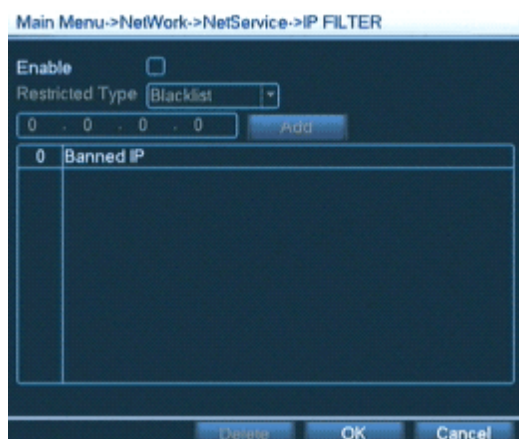 Main Menu->NetWork->NetService->IP FILTER
Enable
Restricted Type Blacklist
0 . 0 . 0 . 0 Add
0 Banned IP
Delete OK Cancel